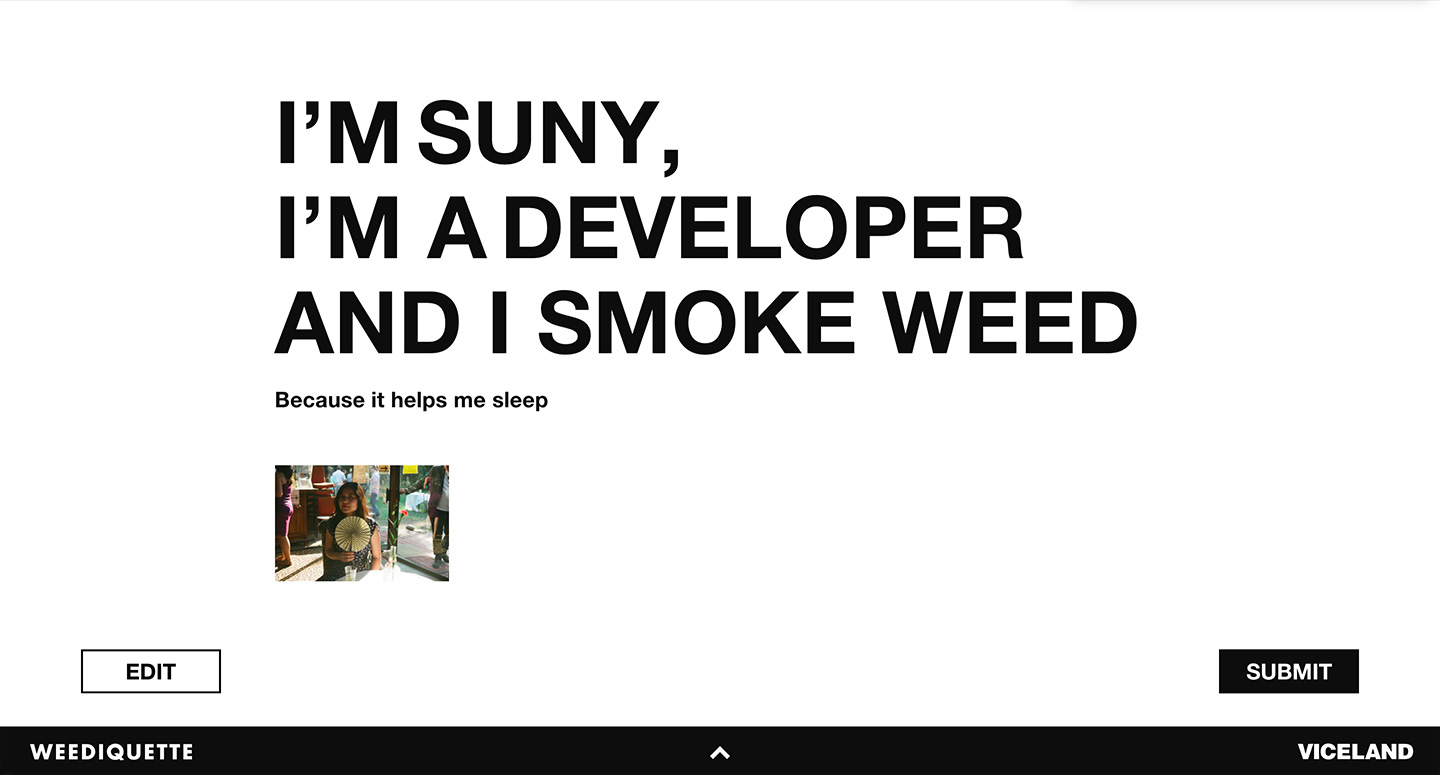 I’M SUNY,
I’M A DEVELOPER
AND I SMOKE WEED
Because it helps me sleep
EDIT
SUBMIT
WEEDIQUETTE
VICELAND